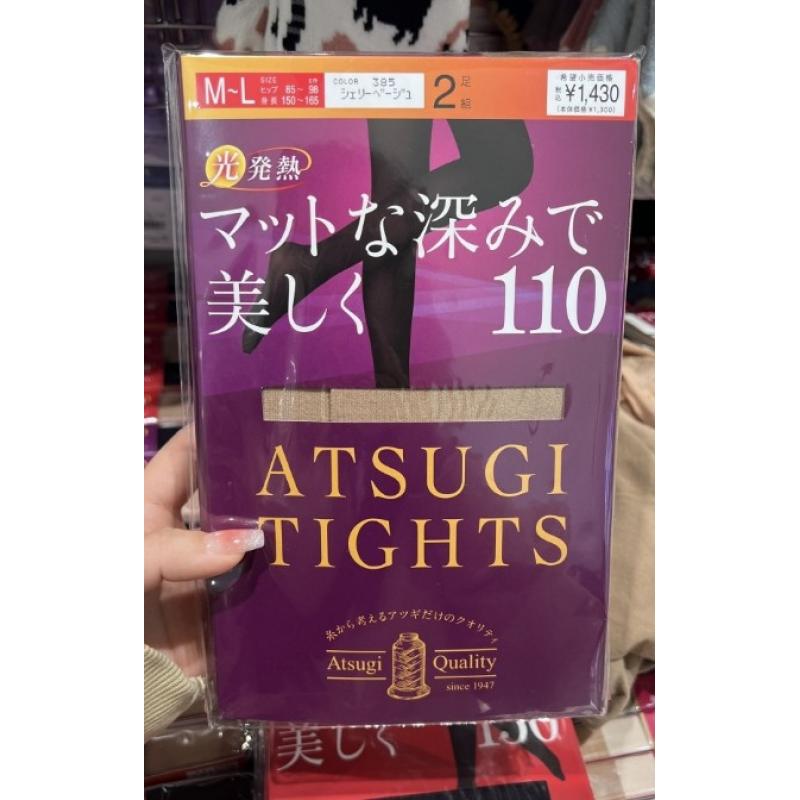 M~L
SIZE cm
ヒップ 85~98
身長 150~165
COLOR 395
シェリーベージュ
2足組
希望小売価格
税込 ¥1,430
(本体価格¥1,300)
光発熱
マットな深みで
美しく 110
ATSUGI
TIGHTS
糸から考えるアツギだけのクオリティ
Atsugi Quality
since 1947
美しく 130